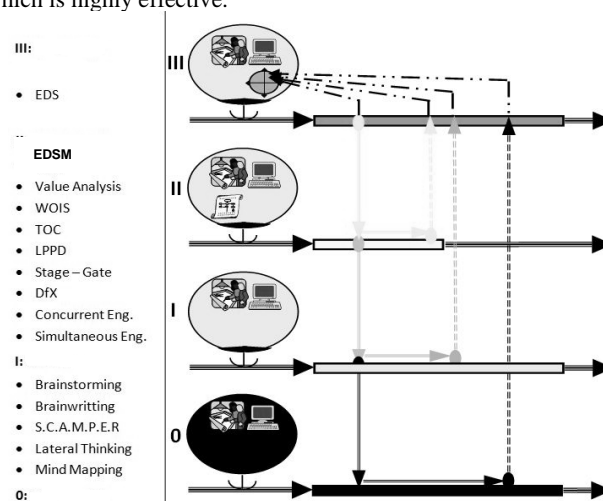 which is highly effective.
III:
• EDS
EDSM
• Value Analysis
• WOIS
• TOC
• LPPD
• Stage – Gate
• DfX
• Concurrent Eng.
• Simultaneous Eng.
I:
• Brainstorming
• Brainwritting
• S.C.A.M.P.E.R
• Lateral Thinking
• Mind Mapping
0:
III
II
I
0